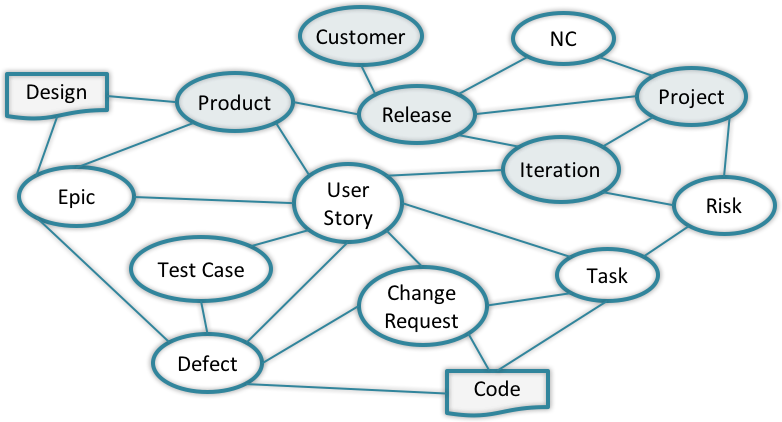 Customer
NC
Design
Product
Release
Project
Iteration
Epic
User
Story
Risk
Test Case
Task
Change
Request
Defect
Code